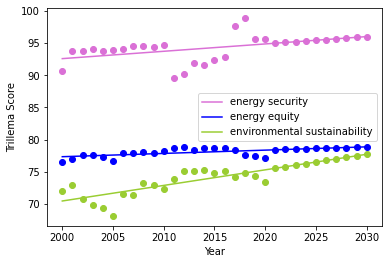 100
95
90
85
80
75
70
Trillema Score
energy security
energy equity
environmental sustainability
2000
2005
2010
2015
2020
2025
2030
Year